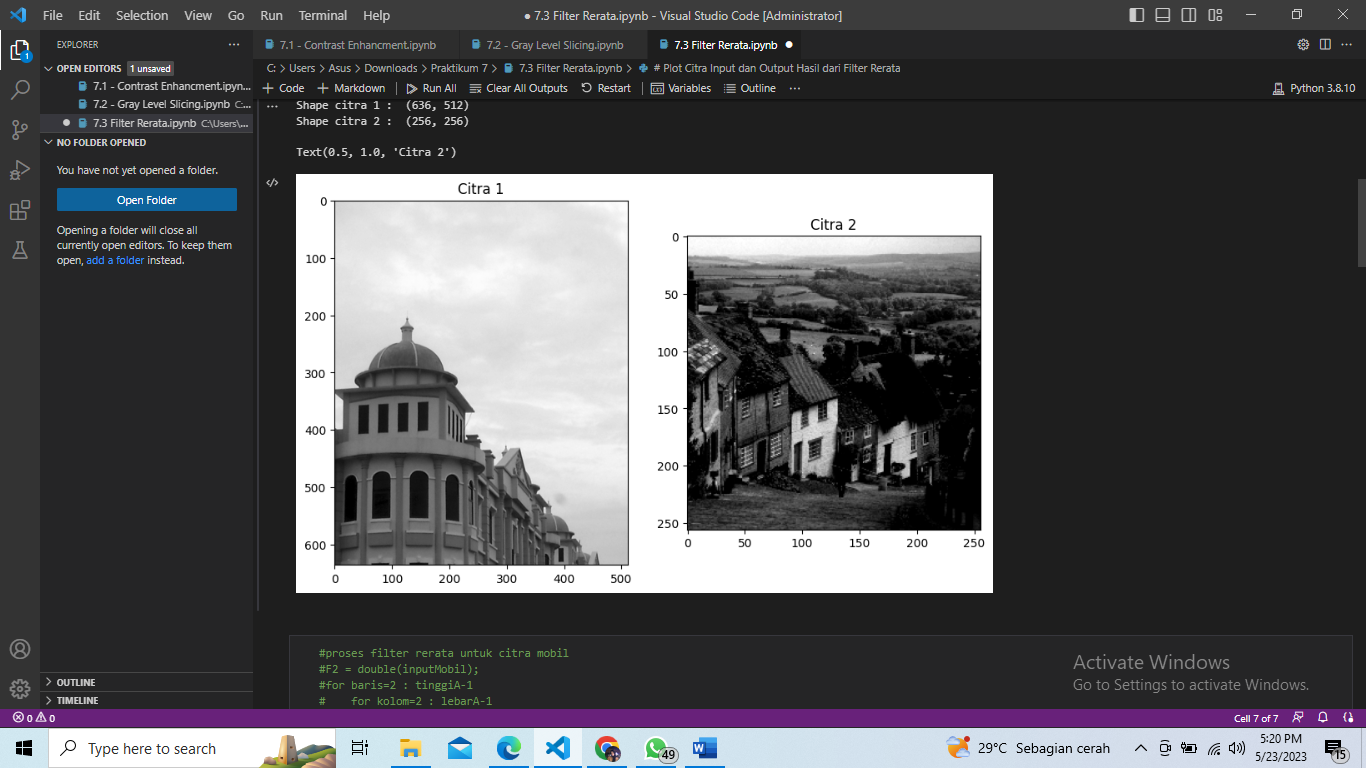 File Edit Selection View Go Run Terminal Help
● 7.3 Filter Rerata.ipynb - Visual Studio Code [Administrator]
EXPLORER
OPEN EDITORS 1 unsaved
7.1 - Contrast Enhancment.ipyn...
7.2 - Gray Level Slicing.ipynb C:...
● 7.3 Filter Rerata.ipynb C:\Users\...
NO FOLDER OPENED
You have not yet opened a folder.
Open Folder
Opening a folder will close all
currently open editors. To keep them
open, add a folder instead.
OUTLINE
TIMELINE
1
7.1 - Contrast Enhancment.ipynb
7.2 - Gray Level Slicing.ipynb
7.3 Filter Rerata.ipynb ●
C: > Users > Asus > Downloads > Praktikum 7 > 7.3 Filter Rerata.ipynb > # Plot Citra Input dan Output Hasil dari Filter Rerata
+ Code + Markdown Run All Clear All Outputs Restart Variables Outline ... Python 3.8.10
Shape citra 1 :  (636, 512)
Shape citra 2 :  (256, 256)
Text(0.5, 1.0, 'Citra 2')
Citra 1
0
100
200
300
400
500
600
0 100 200 300 400 500
Citra 2
0
50
100
150
200
250
0 50 100 150 200 250
#proses filter rerata untuk citra mobil
#F2 = double(inputMobil);
#for baris=2 : tinggiA-1
#    for kolom=2 : lebarA-1
Activate Windows
Go to Settings to activate Windows.
0 0 Cell 7 of 7
Type here to search
49
29°C Sebagian cerah
5:20 PM
5/23/2023
15